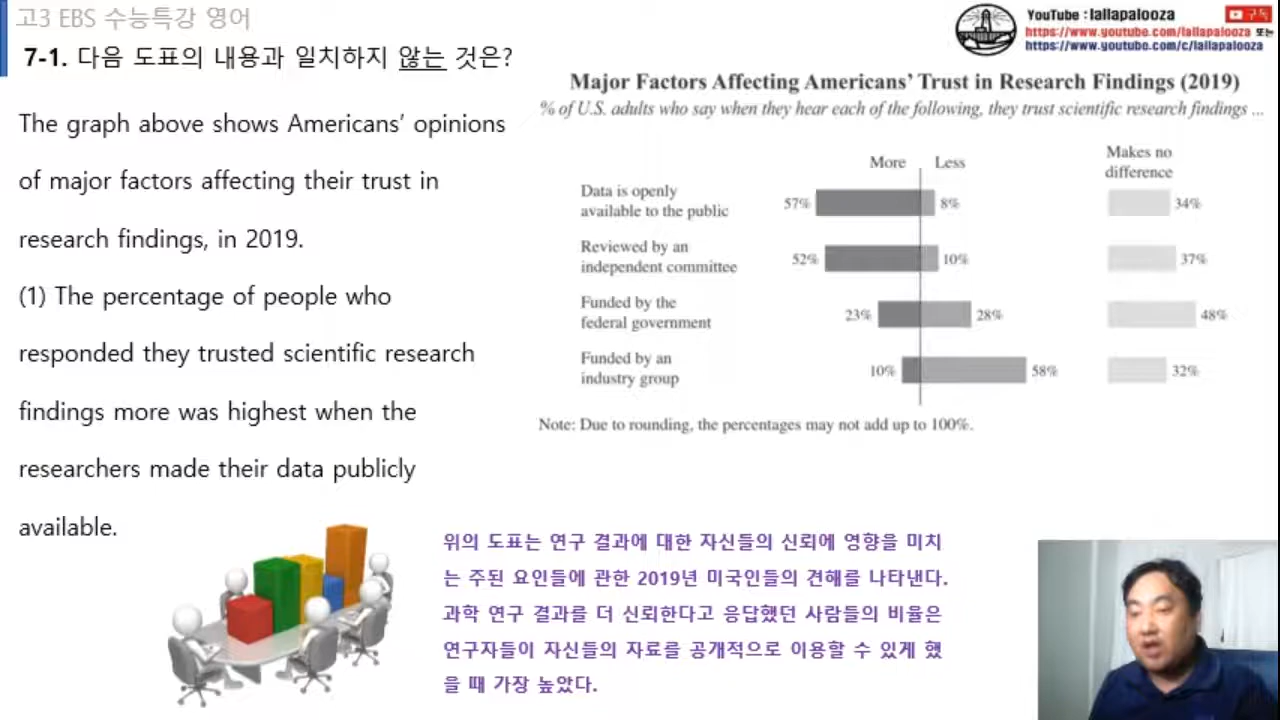 고3 EBS 수능특강 영어
7-1. 다음 도표의 내용과 일치하지 않는 것은?
YouTube : lallapalooza
구독
https://www.youtube.com/lallapalooza 또는
https://www.youtube.com/c/lallapalooza
The graph above shows Americans' opinions
of major factors affecting their trust in
research findings, in 2019.
(1) The percentage of people who
responded they trusted scientific research
findings more was highest when the
researchers made their data publicly
available.
Major Factors Affecting Americans' Trust in Research Findings (2019)
% of U.S. adults who say when they hear each of the following, they trust scientific research findings ...
More Less Makes no
difference
Data is openly
available to the public 57% 8% 34%
Reviewed by an
independent committee 52% 10% 37%
Funded by the
federal government 23% 28% 48%
Funded by an
industry group 10% 58% 32%
Note: Due to rounding, the percentages may not add up to 100%.
위의 도표는 연구 결과에 대한 자신들의 신뢰에 영향을 미치
는 주된 요인들에 관한 2019년 미국인들의 견해를 나타낸다.
과학 연구 결과를 더 신뢰한다고 응답했던 사람들의 비율은
연구자들이 자신들의 자료를 공개적으로 이용할 수 있게 했
을 때 가장 높았다.